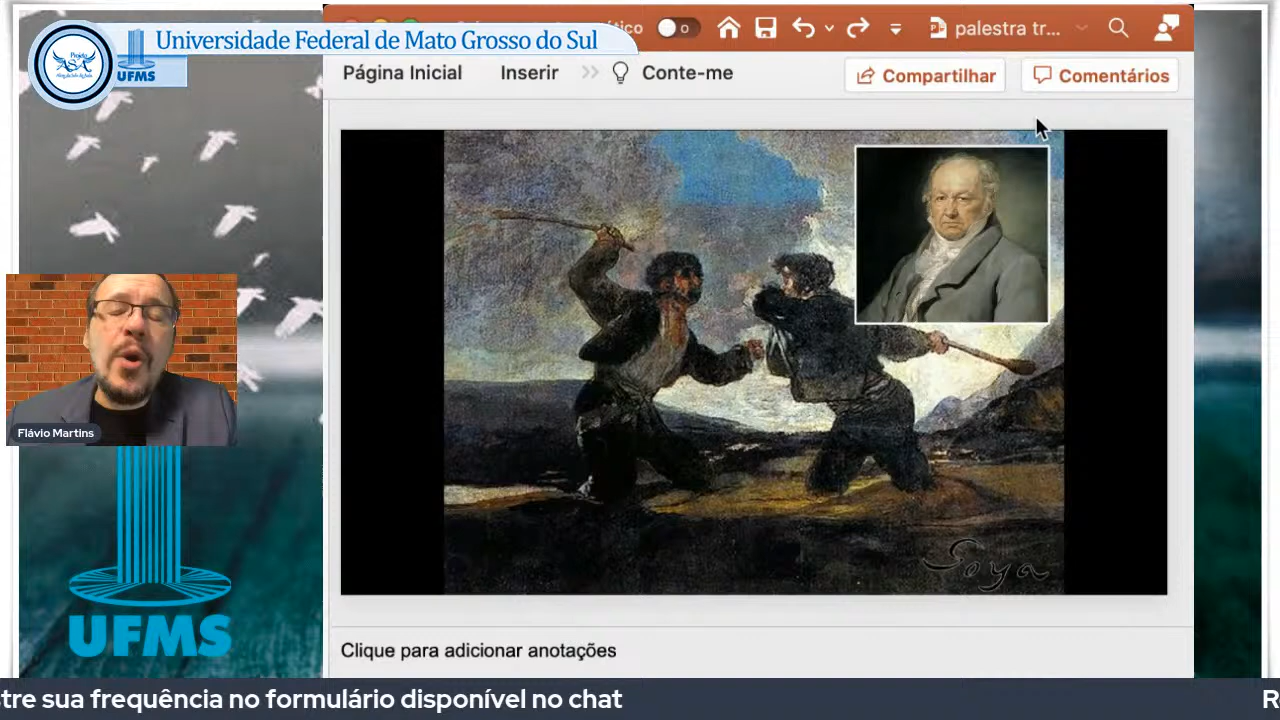 Universidade Federal de Mato Grosso do Sul
UFMS
palestra tr...
Página Inicial
Inserir
Conte-me
Compartilhar
Comentários
Flávio Martins
Goya
UFMS
Clique para adicionar anotações
stre sua frequência no formulário disponível no chat
R